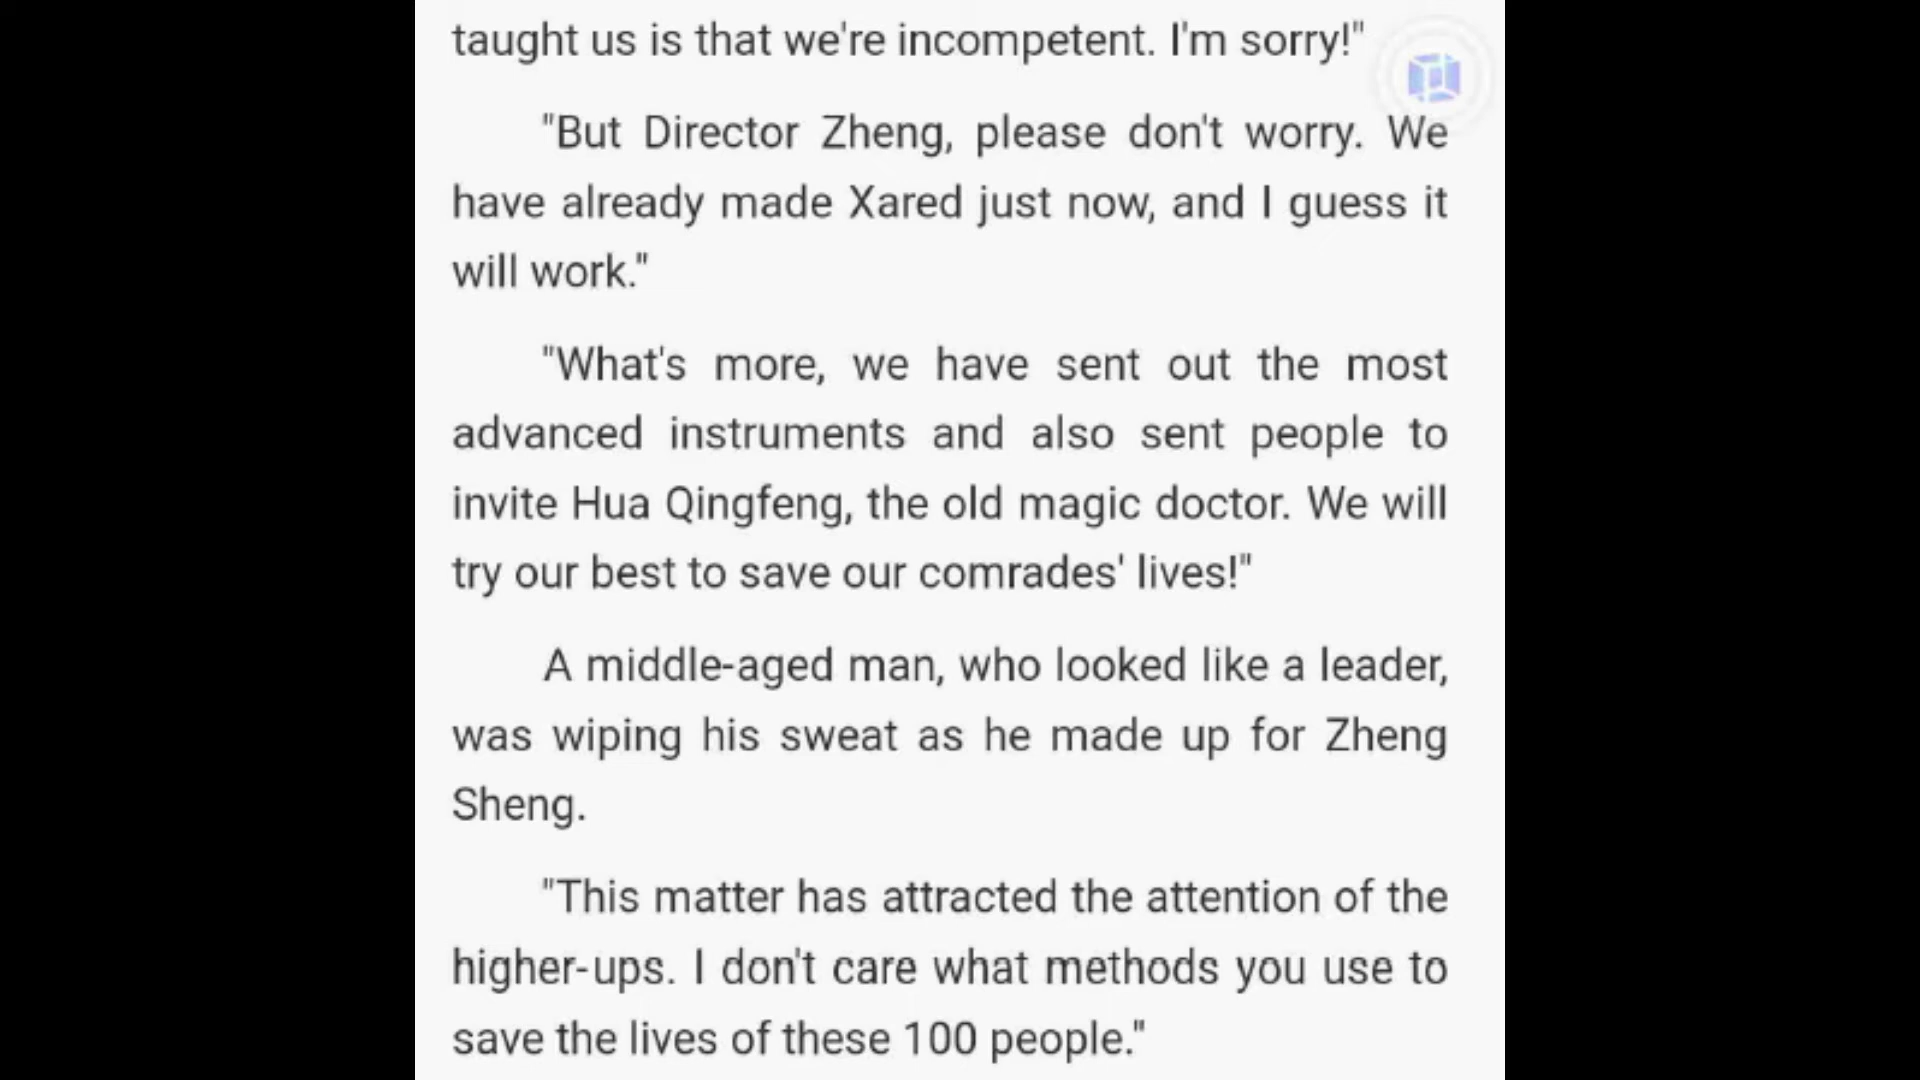 taught us is that we're incompetent. I'm sorry!"
"But Director Zheng, please don't worry. We
have already made Xared just now, and I guess it
will work."
"What's more, we have sent out the most
advanced instruments and also sent people to
invite Hua Qingfeng, the old magic doctor. We will
try our best to save our comrades' lives!"
A middle-aged man, who looked like a leader,
was wiping his sweat as he made up for Zheng
Sheng.
"This matter has attracted the attention of the
higher-ups. I don't care what methods you use to
save the lives of these 100 people."